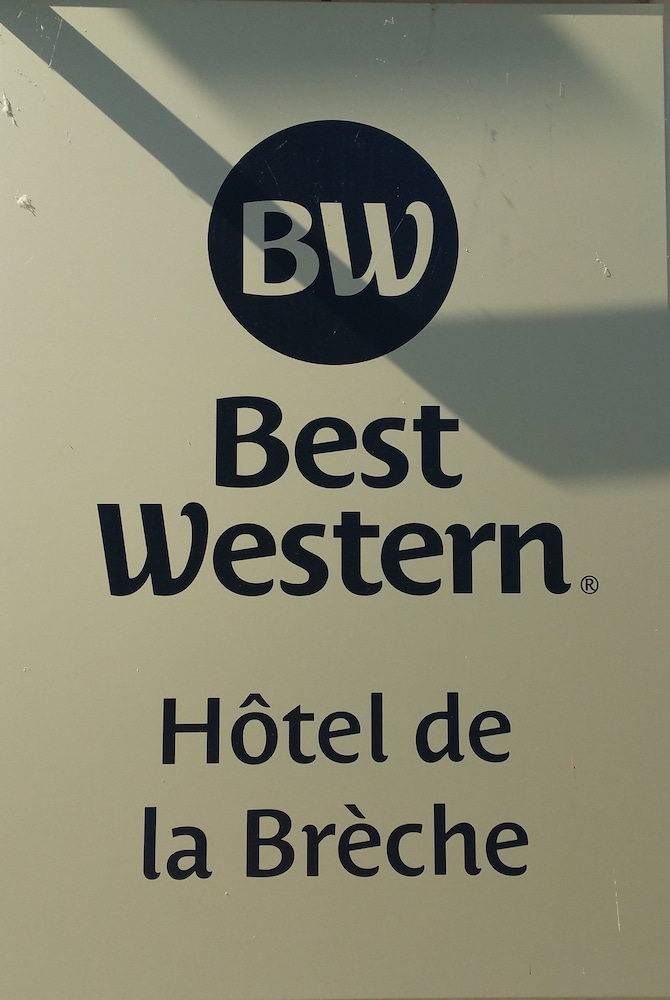 BW
Best
Western®
Hôtel de
la Brèche